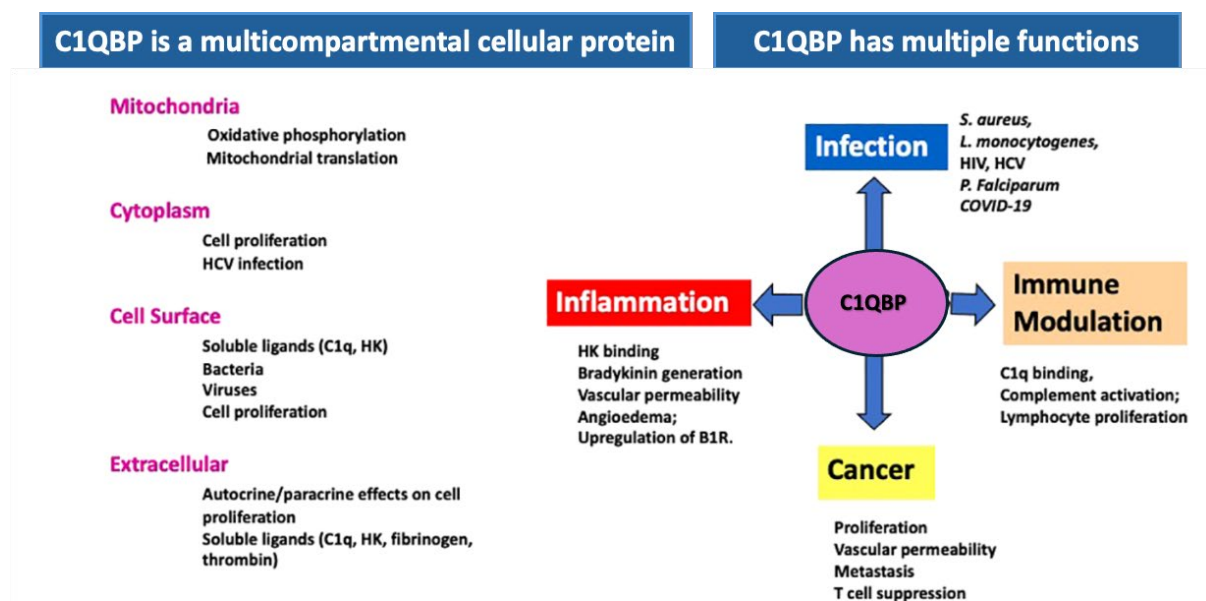 C1QBP is a multicompartmental cellular protein
Mitochondria
Oxidative phosphorylation
Mitochondrial translation
Cytoplasm
Cell proliferation
HCV infection
Cell Surface
Soluble ligands (C1q, HK)
Bacteria
Viruses
Cell proliferation
Extracellular
Autocrine/paracrine effects on cell
proliferation
Soluble ligands (C1q, HK, fibrinogen,
thrombin)
C1QBP has multiple functions
Infection
S. aureus,
L. monocytogenes,
HIV, HCV
P. Falciparum
COVID-19
Inflammation
HK binding
Bradykinin generation
Vascular permeability
Angioedema;
Upregulation of B1R.
C1QBP
Immune
Modulation
C1q binding,
Complement activation;
Lymphocyte proliferation
Cancer
Proliferation
Vascular permeability
Metastasis
T cell suppression